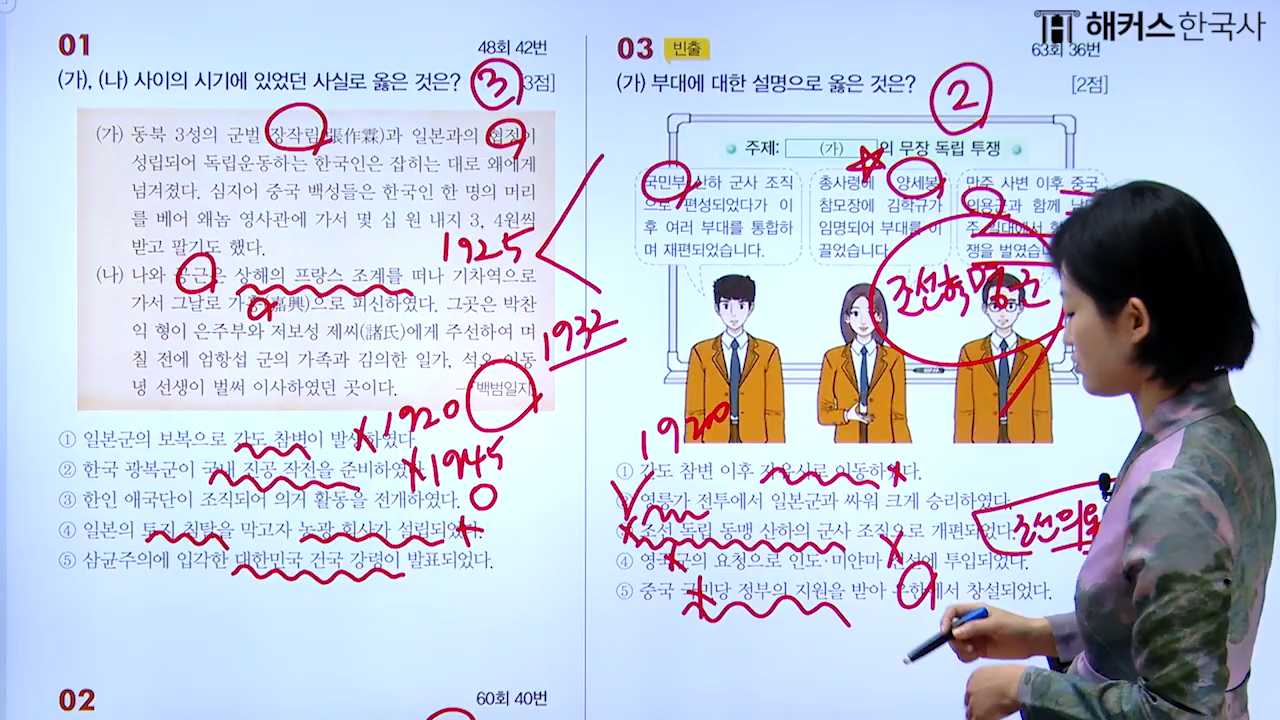 해커스한국사
01
48회 42번
(가), (나) 사이의 시기에 있었던 사실로 옳은 것은? [3점]
③
(가) 동북 3성의 군벌 장작림(張作霖)과 일본과의 협정이
성립되어 독립운동하는 한국인은 잡히는 대로 왜에게
넘겨졌다. 심지어 중국 백성들은 한국인 한 명의 머리
를 베어 왜놈 영사관에 가서 몇 십 원 내지 3, 4원씩
받고 팔기도 했다.
1925
(나) 나와 공근은 상해의 프랑스 조계를 떠나 기차역으로
가서 그날로 가흥(嘉興)으로 피신하였다. 그곳은 박찬
익 형이 은주부와 저보성 제씨(諸氏)에게 주선하여 며
칠 전에 엄항섭 군의 가족과 김의한 일가, 석오 이동
녕 선생이 벌써 이사하였던 곳이다.
- 백범일지
1932
① 일본군의 보복으로 간도 참변이 발생하였다.
×1920
② 한국 광복군이 국내 진공 작전을 준비하였다.
×1945
③ 한인 애국단이 조직되어 의거 활동을 전개하였다.
④ 일본의 토지 침탈을 막고자 농광 회사가 설립되었다.
⑤ 삼균주의에 입각한 대한민국 건국 강령이 발표되었다.
02
60회 40번
03 빈출
63회 36번
(가) 부대에 대한 설명으로 옳은 것은? [2점]
②
주제: (가) 의 무장 독립 투쟁
국민부 산하 군사 조직
으로 편성되었다가 이
후 여러 부대를 통합하
며 재편되었습니다.
총사령에 양세봉,
참모장에 김학규가
임명되어 부대를 이
끌었습니다.
만주 사변 이후 중국
의용군과 함께
주 일대에서
쟁을 벌였습
조선혁명군
1920
① 간도 참변 이후 자유시로 이동하였다.
② 영릉가 전투에서 일본군과 싸워 크게 승리하였다.
③ 조선 독립 동맹 산하의 군사 조직으로 개편되었다.
조선의용
④ 영국군의 요청으로 인도·미얀마 전선에 투입되었다.
⑤ 중국 국민당 정부의 지원을 받아 우한에서 창설되었다.